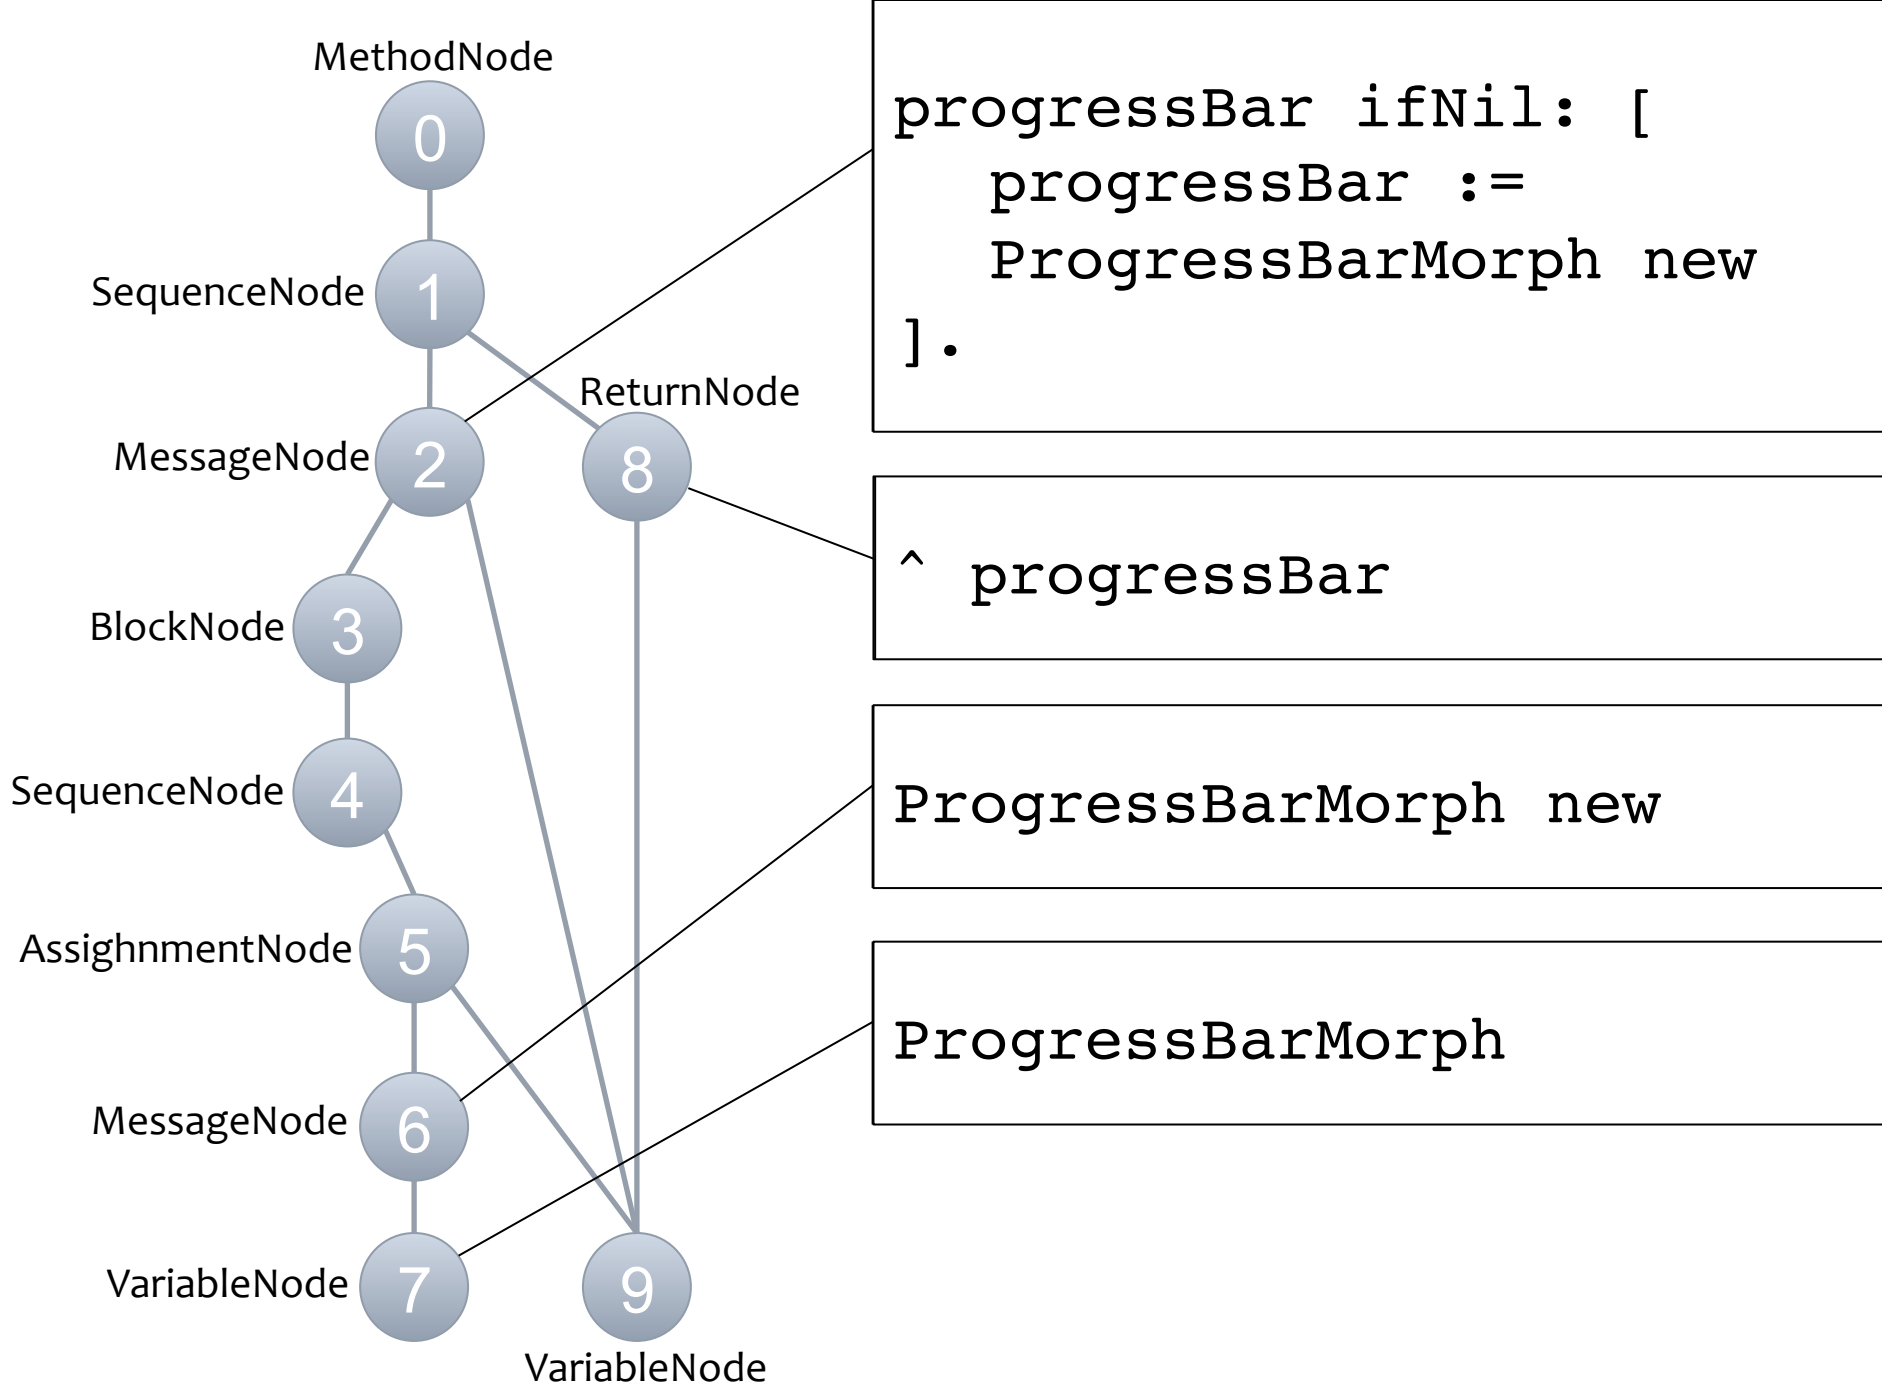 MethodNode
0
SequenceNode
1
MessageNode
2
ReturnNode
8
BlockNode
3
SequenceNode
4
AssighnmentNode
5
MessageNode
6
VariableNode
7
9
VariableNode
progressBar ifNil: [
progressBar :=
ProgressBarMorph new
].
^ progressBar
ProgressBarMorph new
ProgressBarMorph